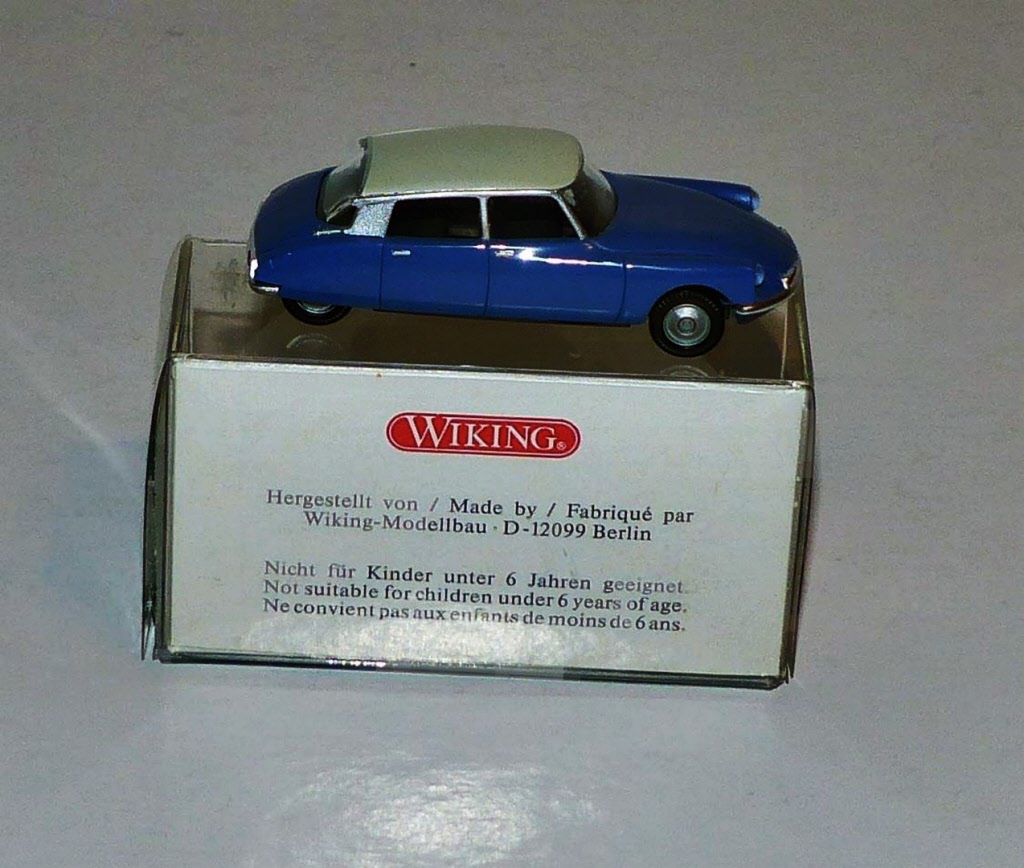 WIKING®
Hergestellt von / Made by / Fabriqué par
Wiking-Modellbau · D-12099 Berlin
Nicht für Kinder unter 6 Jahren geeignet.
Not suitable for children under 6 years of age.
Ne convient pas aux enfants de moins de 6 ans.